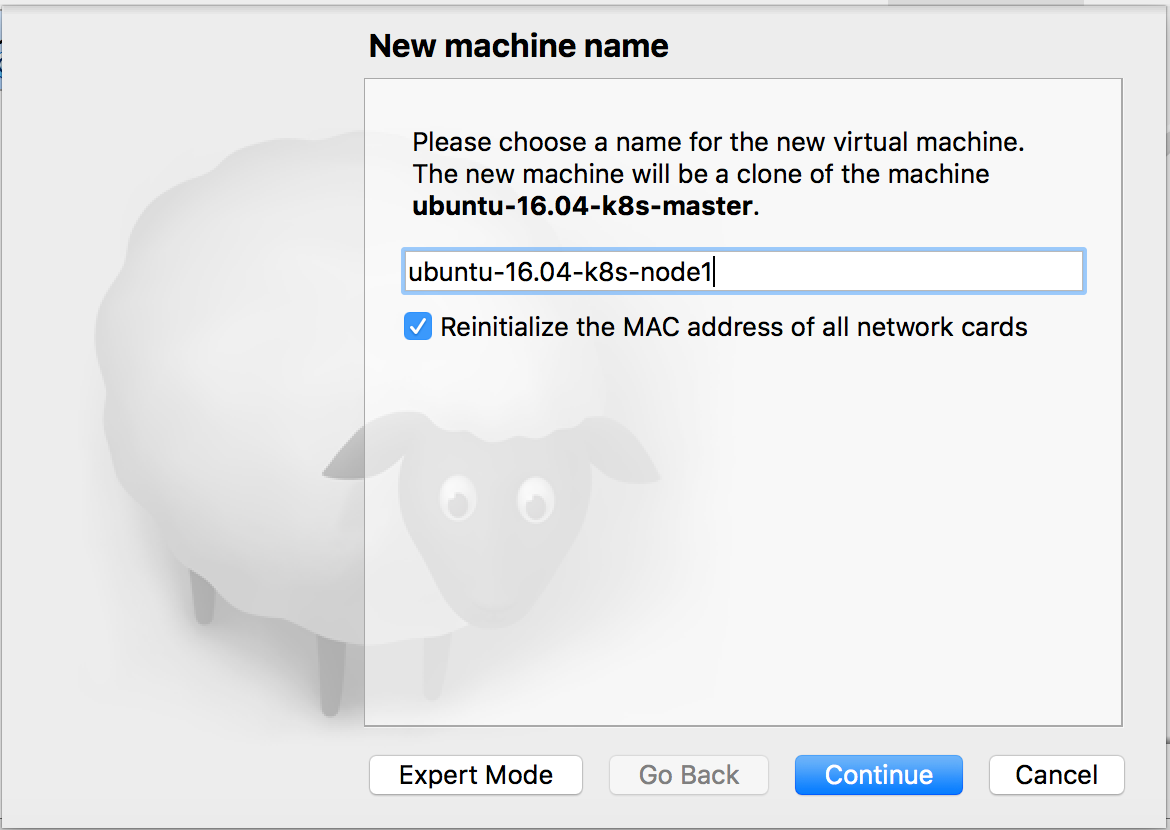 New machine name
Please choose a name for the new virtual machine.
The new machine will be a clone of the machine
ubuntu-16.04-k8s-master.
ubuntu-16.04-k8s-node1
Reinitialize the MAC address of all network cards
Expert Mode Go Back Continue Cancel